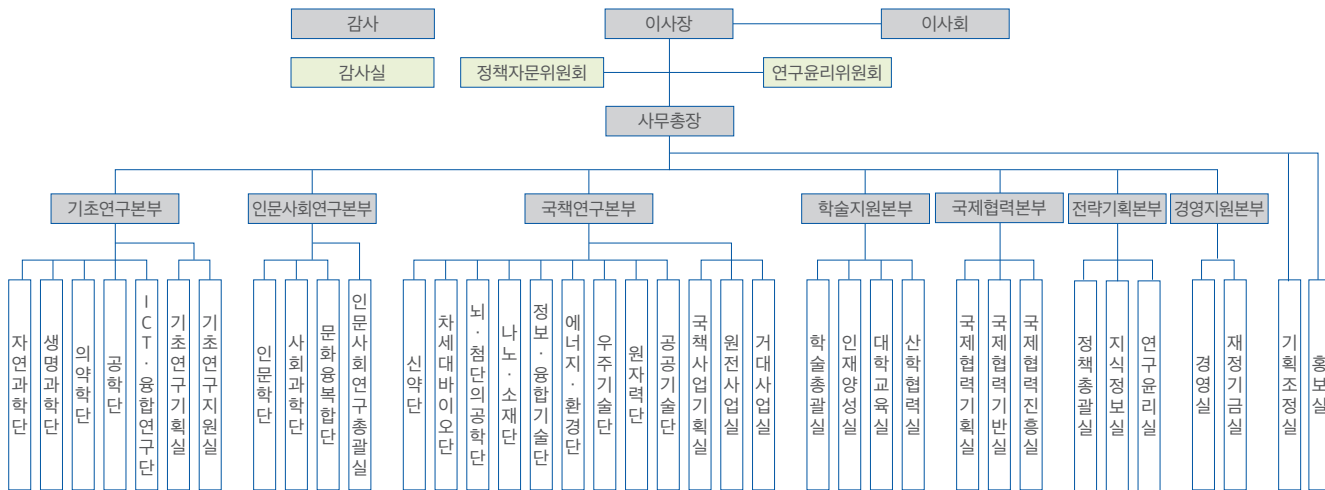 감사
이사장
이사회
감사실
정책자문위원회
연구윤리위원회
사무총장
기초연구본부
인문사회연구본부
국책연구본부
학술지원본부
국제협력본부
전략기획본부
경영지원본부
자연과학단
생명과학단
의약학단
공학단
ICT·융합연구단
기초연구기획실
기초연구지원실
인문학단
사회과학단
문화융복합단
인문사회연구총괄실
신약단
차세대바이오단
뇌·첨단의공학단
나노·소재단
정보·융합기술단
에너지·환경단
우주기술단
원자력단
공공기술단
국책사업기획실
원전사업실
거대사업실
학술총괄실
인재양성실
대학교육실
산학협력실
국제협력기획실
국제협력기반실
국제협력진흥실
정책총괄실
지식정보실
연구윤리실
경영실
재정기금실
기획조정실
홍보실